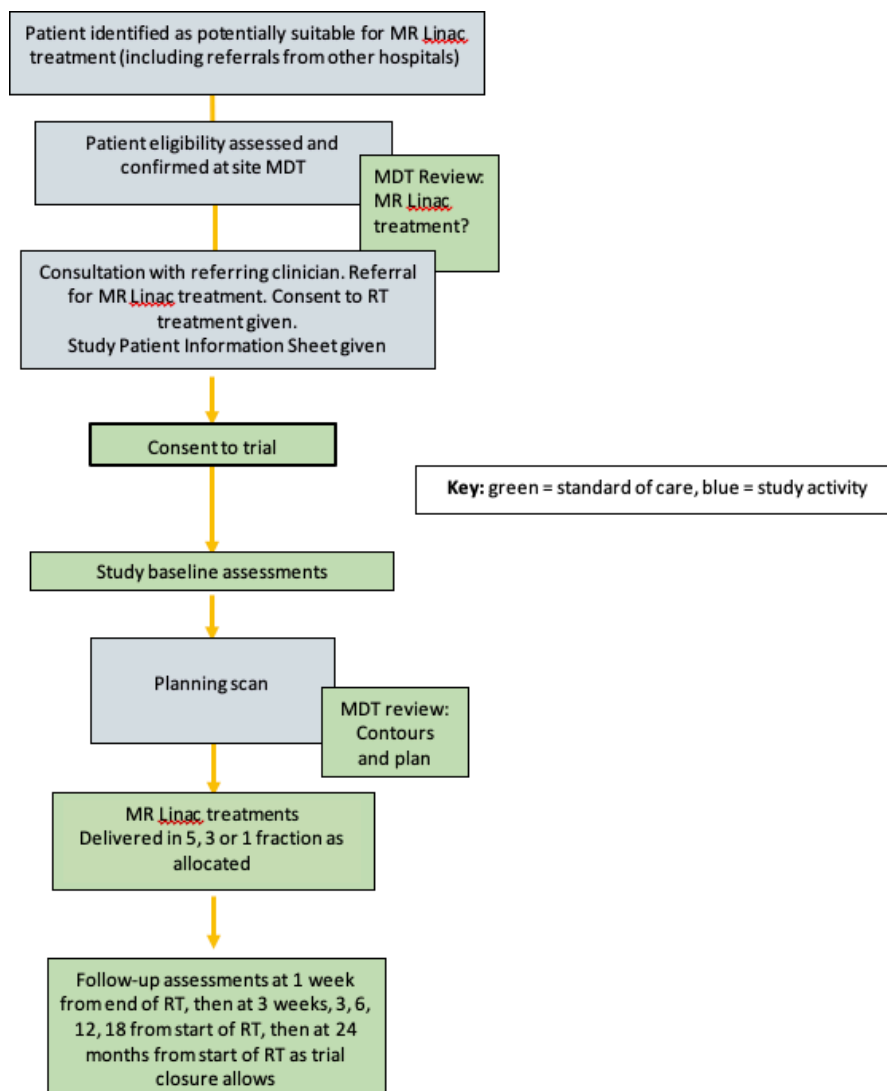 Patient identified as potentially suitable for MR Linac
treatment (including referrals from other hospitals)
Patient eligibility assessed and
confirmed at site MDT
MDT Review:
MR Linac
treatment?
Consultation with referring clinician. Referral
for MR Linac treatment. Consent to RT
treatment given.
Study Patient Information Sheet given
Consent to trial
Key: green = standard of care, blue = study activity
Study baseline assessments
Planning scan
MDT review:
Contours
and plan
MR Linac treatments
Delivered in 5, 3 or 1 fraction as
allocated
Follow-up assessments at 1 week
from end of RT, then at 3 weeks, 3, 6,
12, 18 from start of RT, then at 24
months from start of RT as trial
closure allows